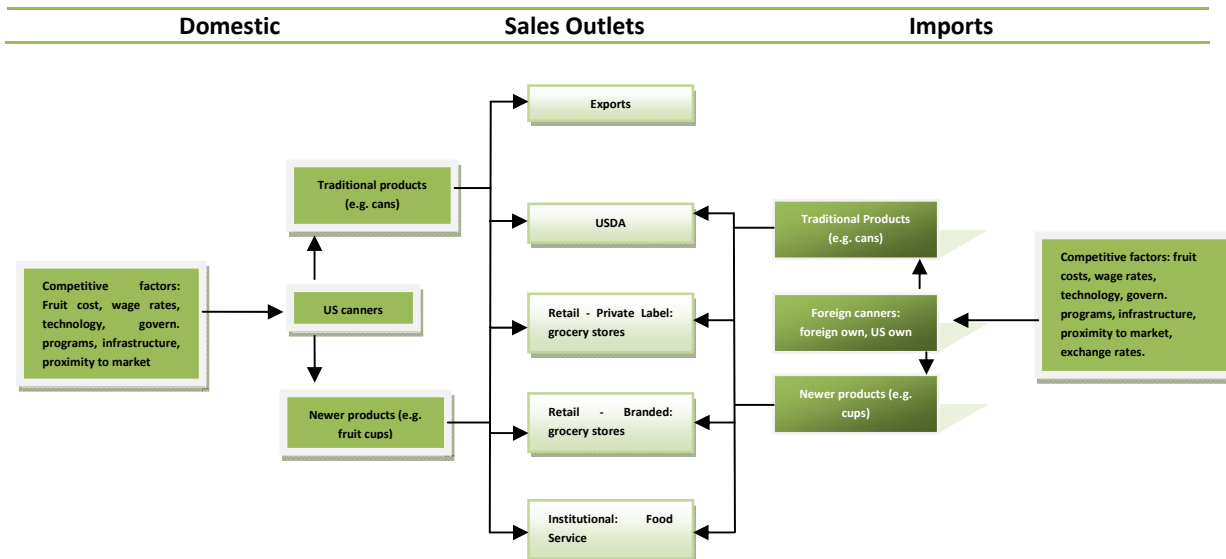 Domestic
Sales Outlets
Imports
Exports
Traditional products
(e.g. cans)
USDA
Traditional Products
(e.g. cans)
Competitive factors:
Fruit cost, wage rates,
technology, govern.
programs, infrastructure,
proximity to market
US canners
Retail - Private Label:
grocery stores
Foreign canners:
foreign own, US own
Competitive factors: fruit
costs, wage rates,
technology, govern.
programs, infrastructure,
proximity to market,
exchange rates.
Newer products (e.g.
fruit cups)
Retail - Branded:
grocery stores
Newer products (e.g.
cups)
Institutional: Food
Service